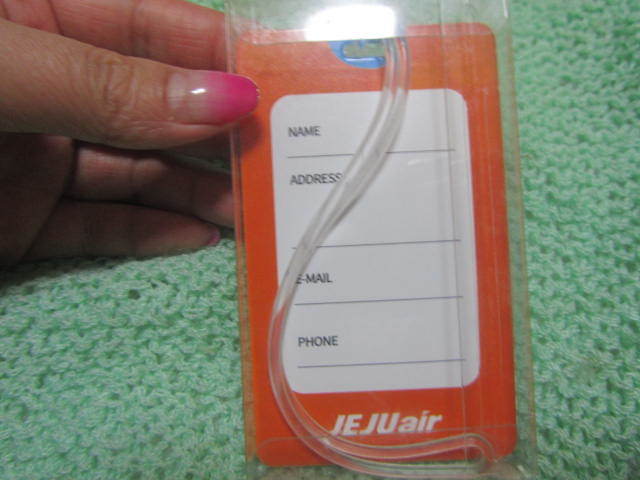 NAME
ADDRESS
E-MAIL
PHONE
JEJUair